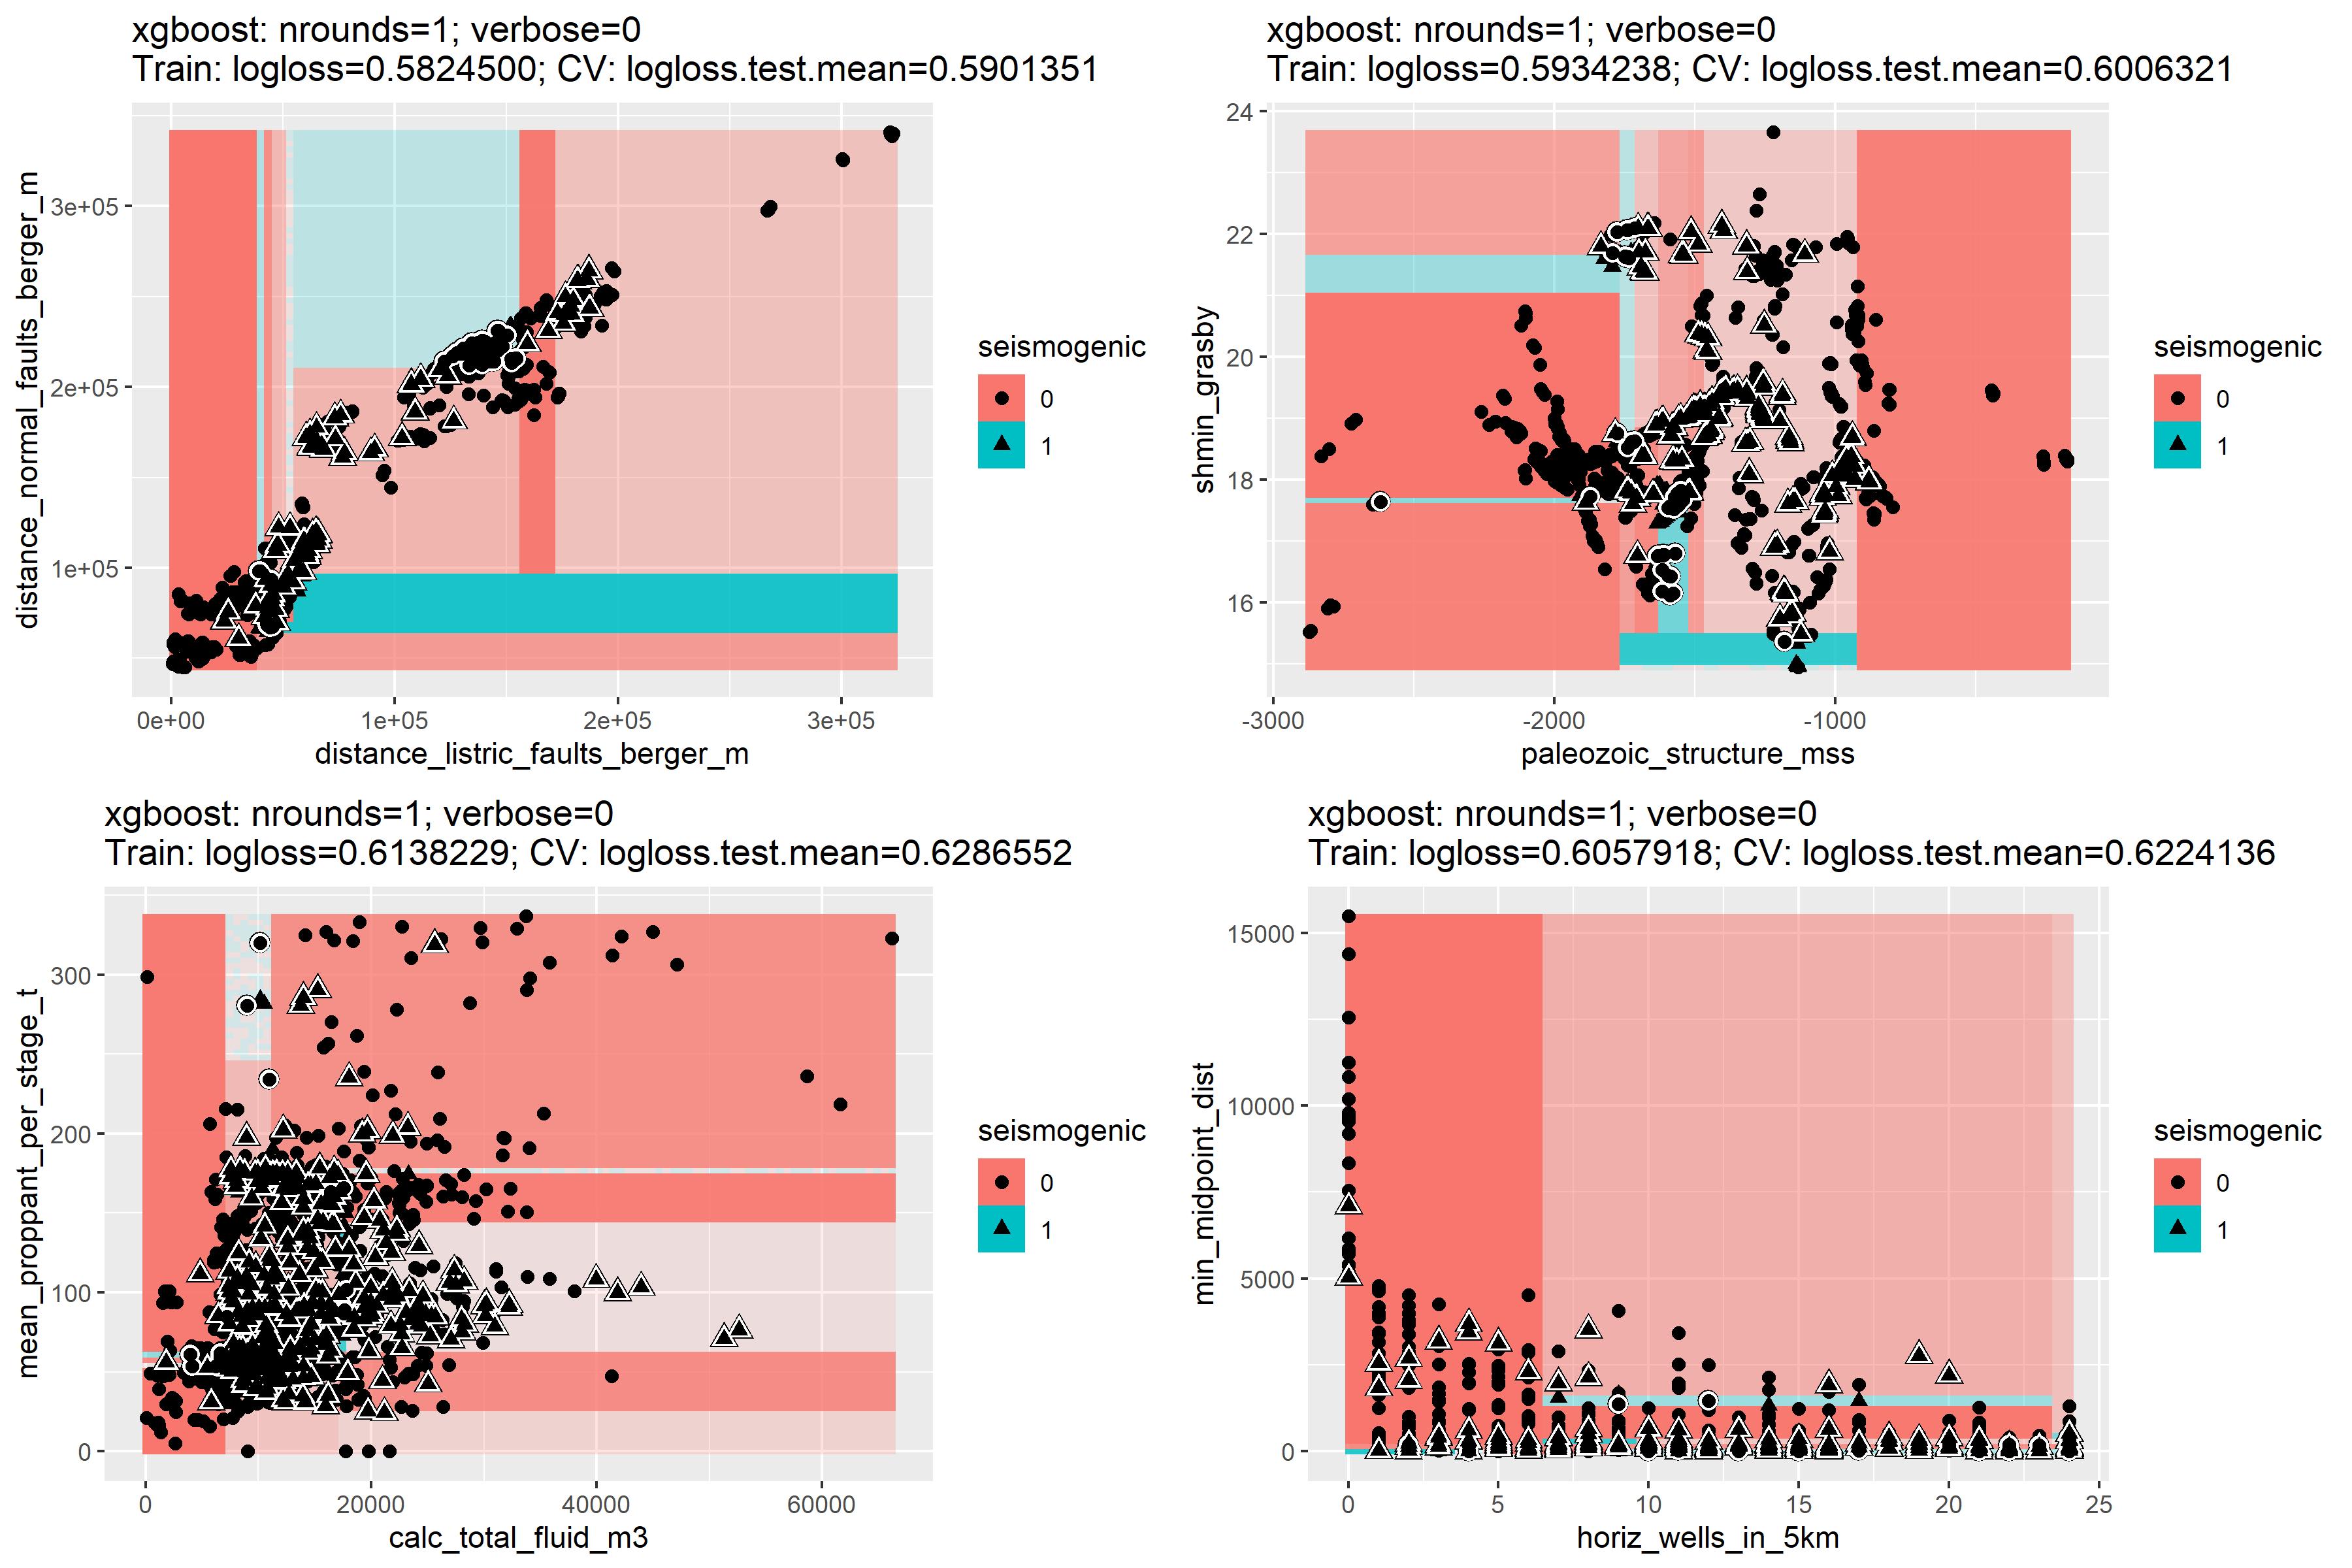 xgboost: nrounds=1; verbose=0
Train: logloss=0.5824500; CV: logloss.test.mean=0.5901351
distance_normal_faults_berger_m
3e+05
2e+05
1e+05
0e+00
1e+05
2e+05
3e+05
distance_listric_faults_berger_m
seismogenic
0
1
xgboost: nrounds=1; verbose=0
Train: logloss=0.5934238; CV: logloss.test.mean=0.6006321
shmin_grasby
24
22
20
18
16
-3000
-2000
-1000
paleozoic_structure_mss
seismogenic
0
1
xgboost: nrounds=1; verbose=0
Train: logloss=0.6138229; CV: logloss.test.mean=0.6286552
mean_proppant_per_stage_t
300
200
100
0
0
20000
40000
60000
calc_total_fluid_m3
seismogenic
0
1
xgboost: nrounds=1; verbose=0
Train: logloss=0.6057918; CV: logloss.test.mean=0.6224136
min_midpoint_dist
15000
10000
5000
0
0
5
10
15
20
25
horiz_wells_in_5km
seismogenic
0
1